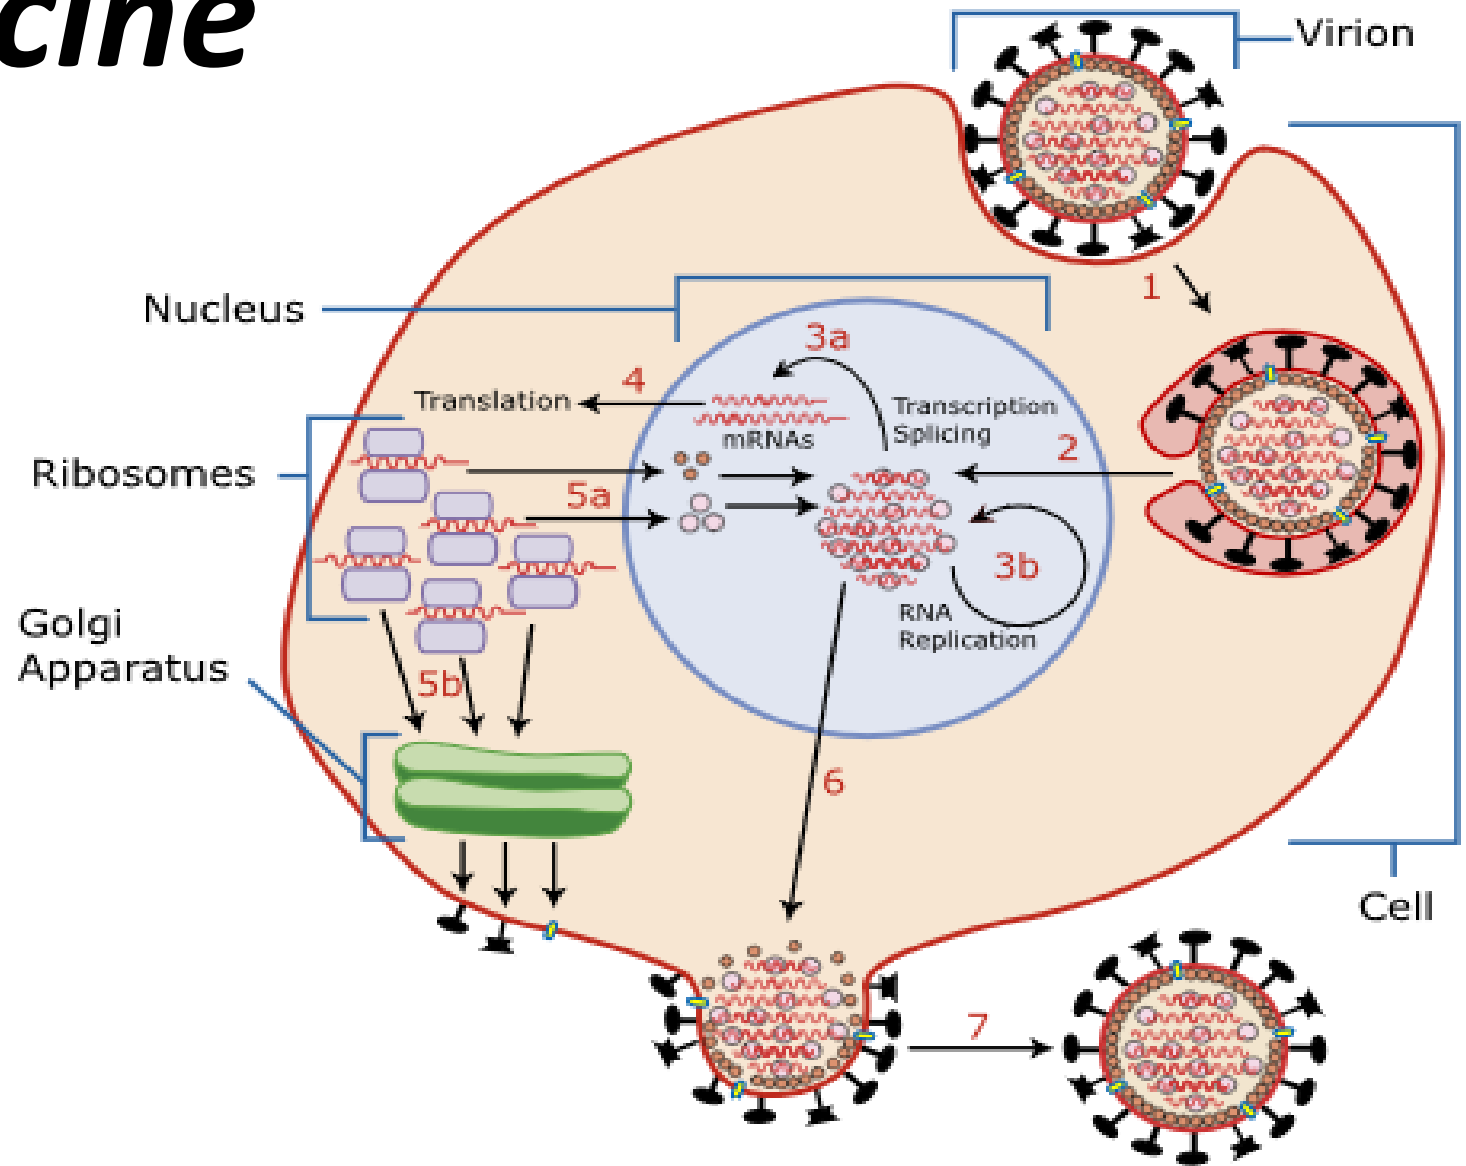 cine
Virion
Nucleus
1
3a
4
Translation
Transcription
Splicing
mRNAs
2
Ribosomes
5a
3b
RNA
Replication
Golgi
Apparatus
5b
6
Cell
7